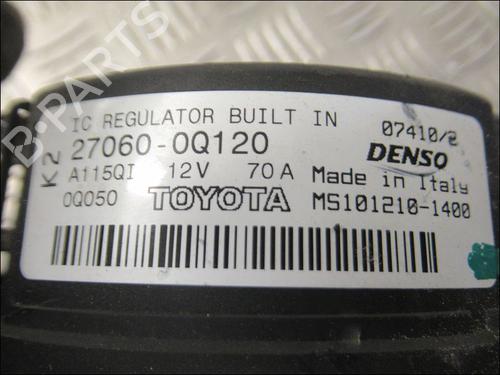 B-PARTS
IC REGULATOR BUILT IN
K2
27060-0Q120
07410/2
DENSO
A115QI 12V 70A
Made in Italy
0Q050 TOYOTA MS101210-1400